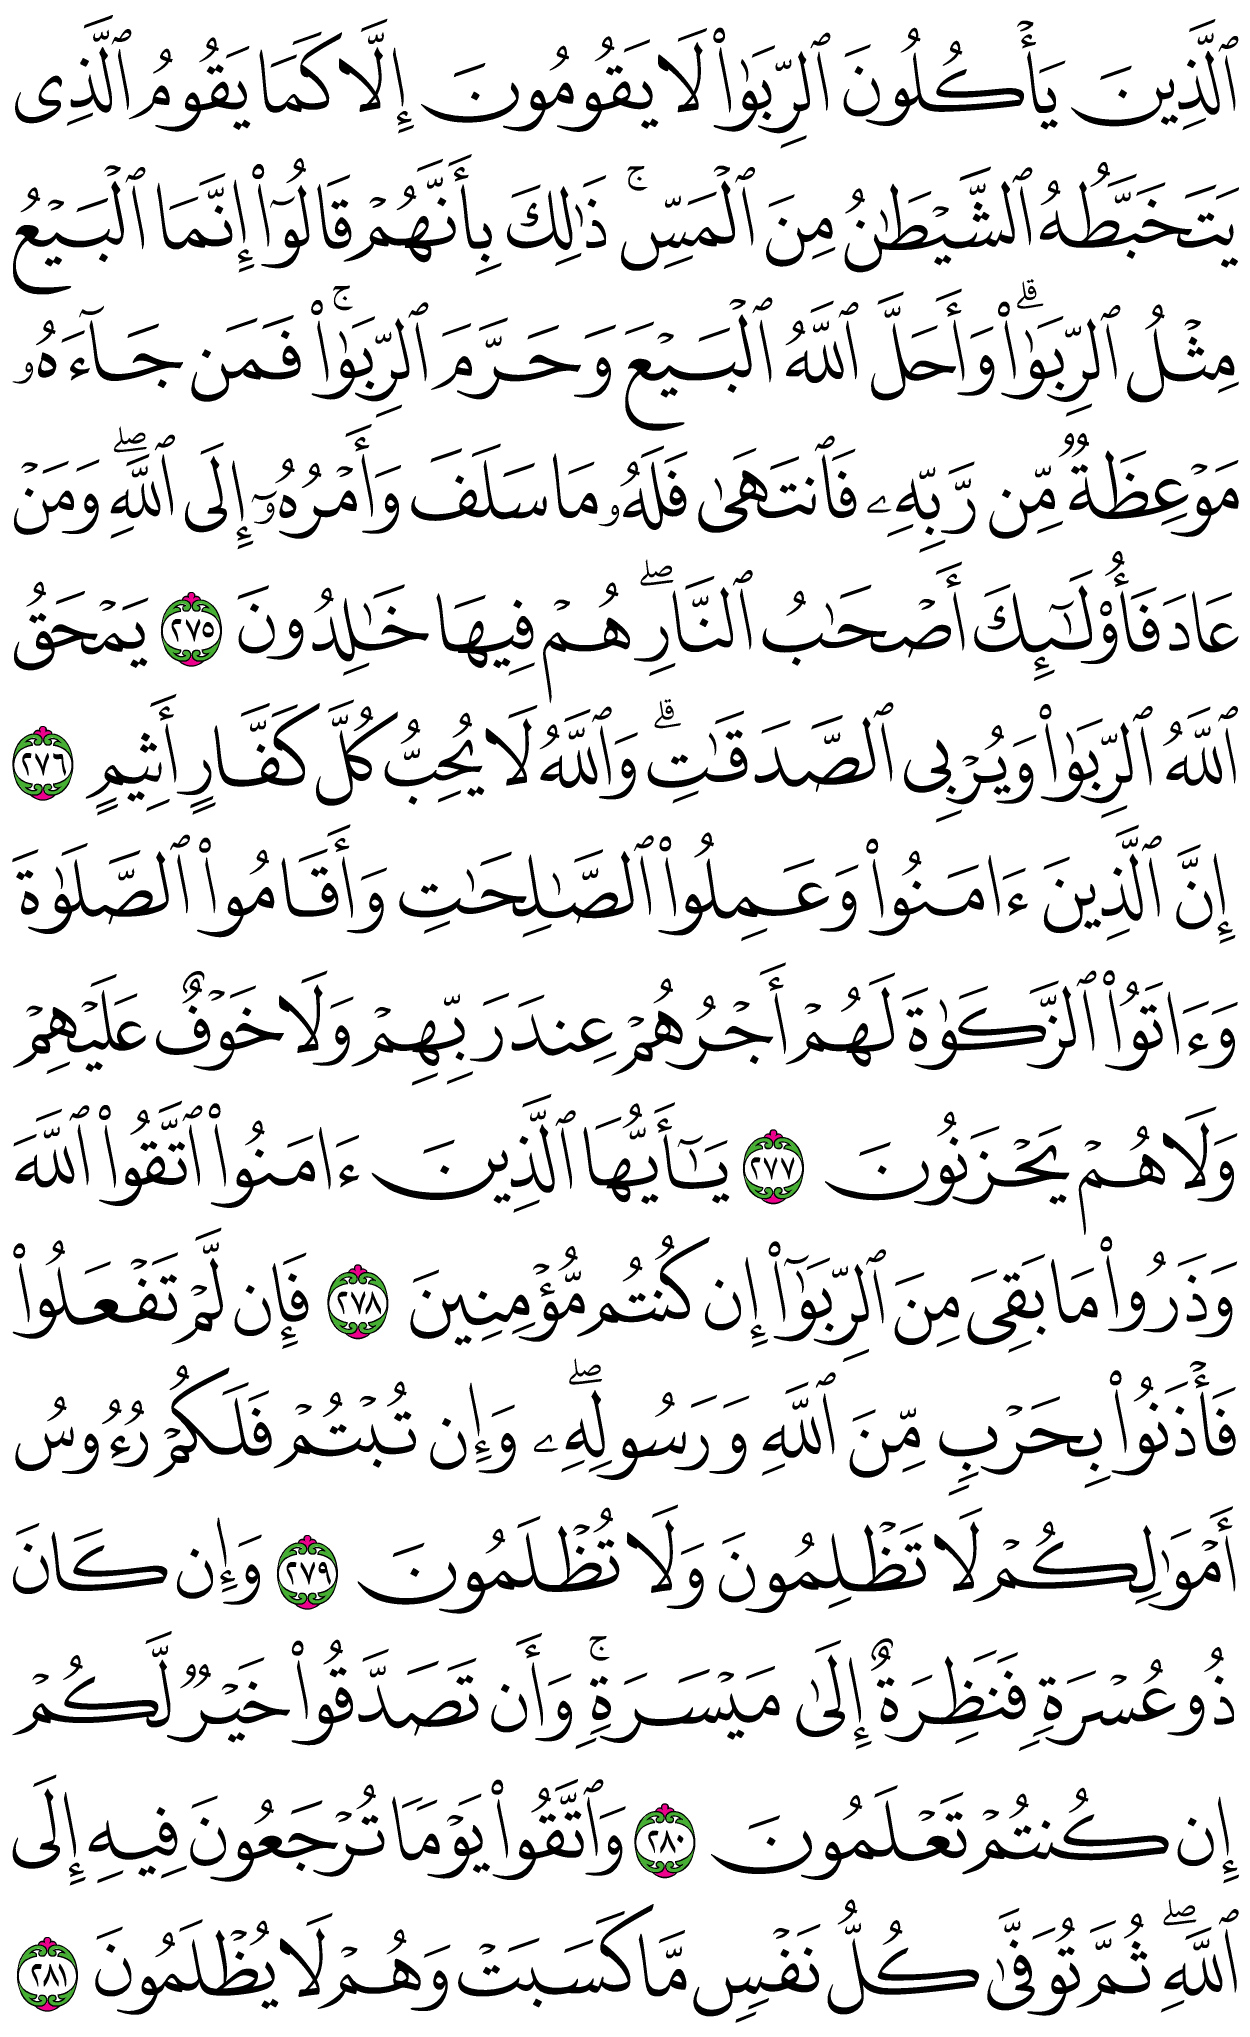 ٱلَّذِينَ يَأۡكُلُونَ ٱلرِّبَوٰاْ لَا يَقُومُونَ إِلَّا كَمَا يَقُومُ ٱلَّذِي
يَتَخَبَّطُهُ ٱلشَّيۡطَٰنُ مِنَ ٱلۡمَسِّۚ ذَٰلِكَ بِأَنَّهُمۡ قَالُوٓاْ إِنَّمَا ٱلۡبَيۡعُ
مِثۡلُ ٱلرِّبَوٰاْۗ وَأَحَلَّ ٱللَّهُ ٱلۡبَيۡعَ وَحَرَّمَ ٱلرِّبَوٰاْۚ فَمَن جَآءَهُۥ
مَوۡعِظَةٞ مِّن رَّبِّهِۦ فَٱنتَهَىٰ فَلَهُۥ مَا سَلَفَ وَأَمۡرُهُۥٓ إِلَى ٱللَّهِۖ وَمَنۡ
عَادَ فَأُوْلَٰٓئِكَ أَصۡحَٰبُ ٱلنَّارِۖ هُمۡ فِيهَا خَٰلِدُونَ ٢٧٥ يَمۡحَقُ
ٱللَّهُ ٱلرِّبَوٰاْ وَيُرۡبِي ٱلصَّدَقَٰتِۗ وَٱللَّهُ لَا يُحِبُّ كُلَّ كَفَّارٍ أَثِيمٍ ٢٧٦
إِنَّ ٱلَّذِينَ ءَامَنُواْ وَعَمِلُواْ ٱلصَّٰلِحَٰتِ وَأَقَامُواْ ٱلصَّلَوٰةَ
وَءَاتَوُاْ ٱلزَّكَوٰةَ لَهُمۡ أَجۡرُهُمۡ عِندَ رَبِّهِمۡ وَلَا خَوۡفٌ عَلَيۡهِمۡ
وَلَا هُمۡ يَحۡزَنُونَ ٢٧٧ يَٰٓأَيُّهَا ٱلَّذِينَ ءَامَنُواْ ٱتَّقُواْ ٱللَّهَ
وَذَرُواْ مَا بَقِيَ مِنَ ٱلرِّبَوٰٓاْ إِن كُنتُم مُّؤۡمِنِينَ ٢٧٨ فَإِن لَّمۡ تَفۡعَلُواْ
فَأۡذَنُواْ بِحَرۡبٖ مِّنَ ٱللَّهِ وَرَسُولِهِۦۖ وَإِن تُبۡتُمۡ فَلَكُمۡ رُءُوسُ
أَمۡوَٰلِكُمۡ لَا تَظۡلِمُونَ وَلَا تُظۡلَمُونَ ٢٧٩ وَإِن كَانَ
ذُو عُسۡرَةٖ فَنَظِرَةٌ إِلَىٰ مَيۡسَرَةٖۚ وَأَن تَصَدَّقُواْ خَيۡرٞ لَّكُمۡ
إِن كُنتُمۡ تَعۡلَمُونَ ٢٨٠ وَٱتَّقُواْ يَوۡمٗا تُرۡجَعُونَ فِيهِ إِلَى
ٱللَّهِۖ ثُمَّ تُوَفَّىٰ كُلُّ نَفۡسٖ مَّا كَسَبَتۡ وَهُمۡ لَا يُظۡلَمُونَ ٢٨١